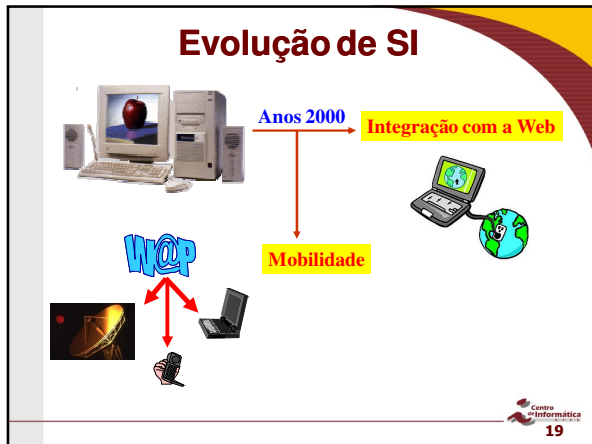 Evolução de SI
Anos 2000
Integração com a Web
Mobilidade
W@P
Centro
de Informática
19